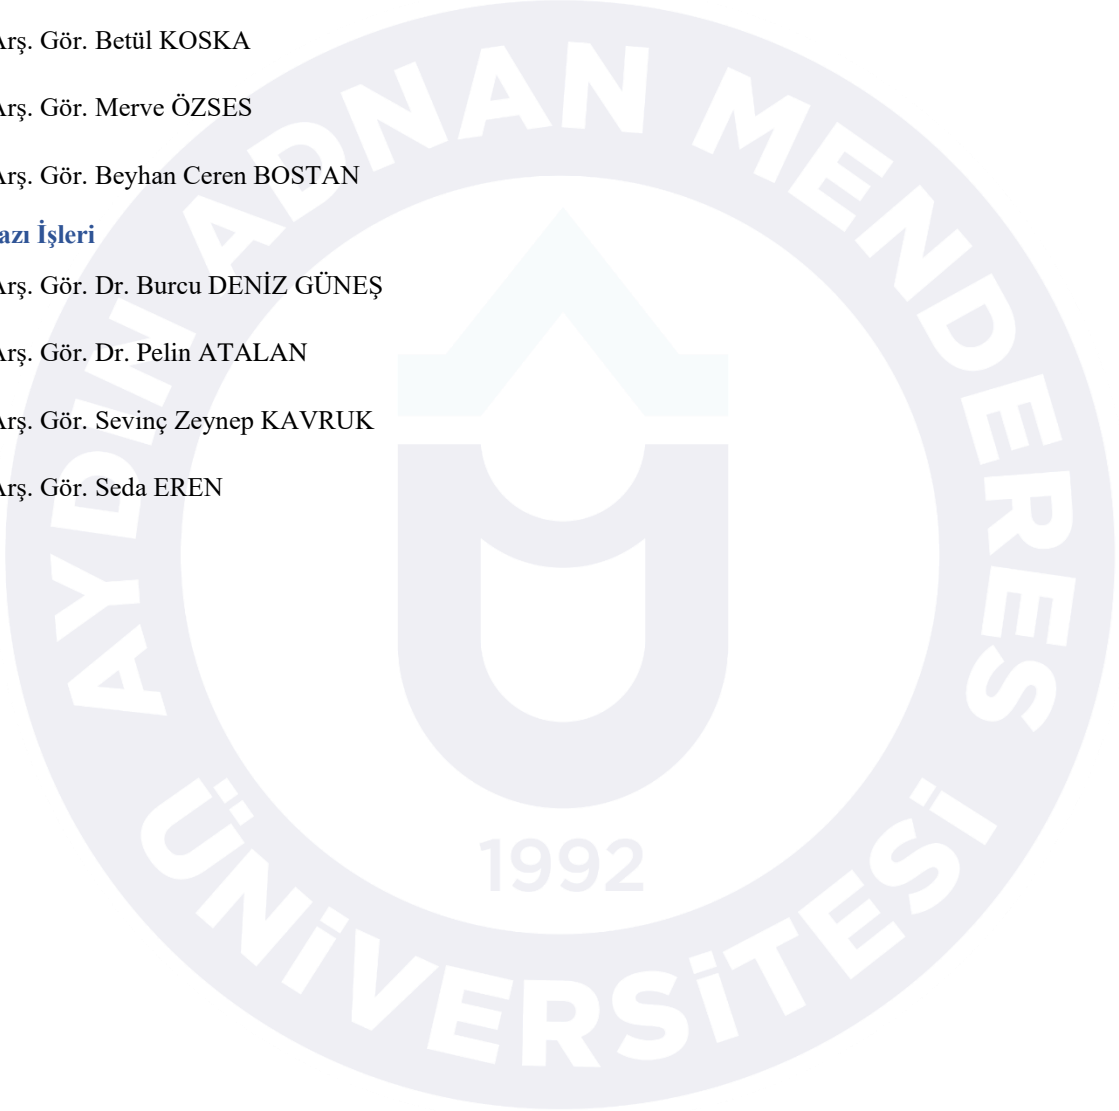 Arş. Gör. Betül KOSKA
Arş. Gör. Merve ÖZSES
Arş. Gör. Beyhan Ceren BOSTAN
azı İşleri
Arş. Gör. Dr. Burcu DENİZ GÜNEŞ
Arş. Gör. Dr. Pelin ATALAN
Arş. Gör. Sevinç Zeynep KAVRUK
Arş. Gör. Seda EREN
AYDIN ADNAN MENDERES
ÜNİVERSİTESİ
1992